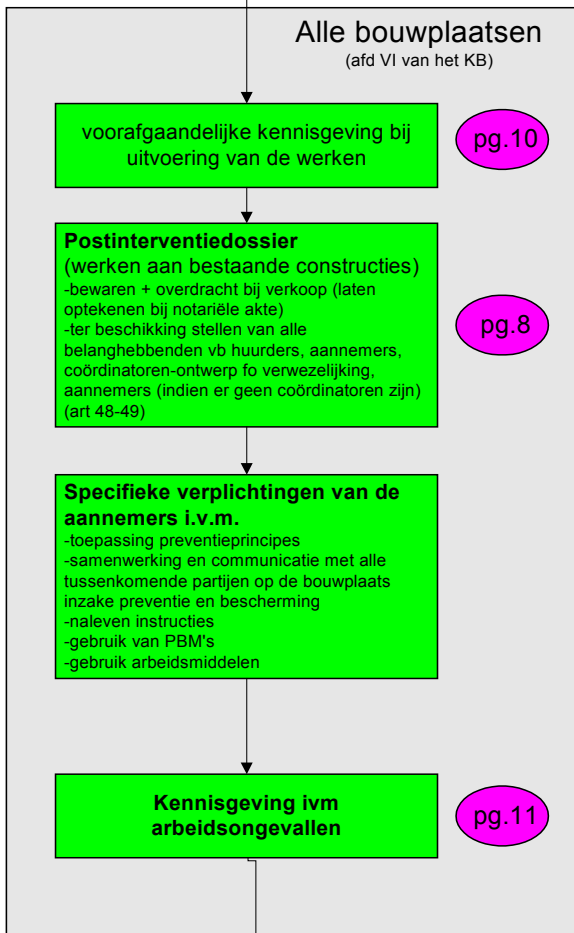 Alle bouwplaatsen
(afd VI van het KB)
voorafgaandelijke kennisgeving bij
uitvoering van de werken
pg.10
Postinterventiedossier
(werken aan bestaande constructies)
-bewaren + overdracht bij verkoop (laten
optekenen bij notariële akte)
-ter beschikking stellen van alle
belanghebbenden vb huurders, aannemers,
coördinatoren-ontwerp fo verwezelijking,
aannemers (indien er geen coördinatoren zijn)
(art 48-49)
pg.8
Specifieke verplichtingen van de
aannemers i.v.m.
-toepassing preventieprincipes
-samenwerking en communicatie met alle
tussenkomende partijen op de bouwplaats
inzake preventie en bescherming
-naleven instructies
-gebruik van PBM's
-gebruik arbeidsmiddelen
Kennisgeving ivm
arbeidsongevallen
pg.11